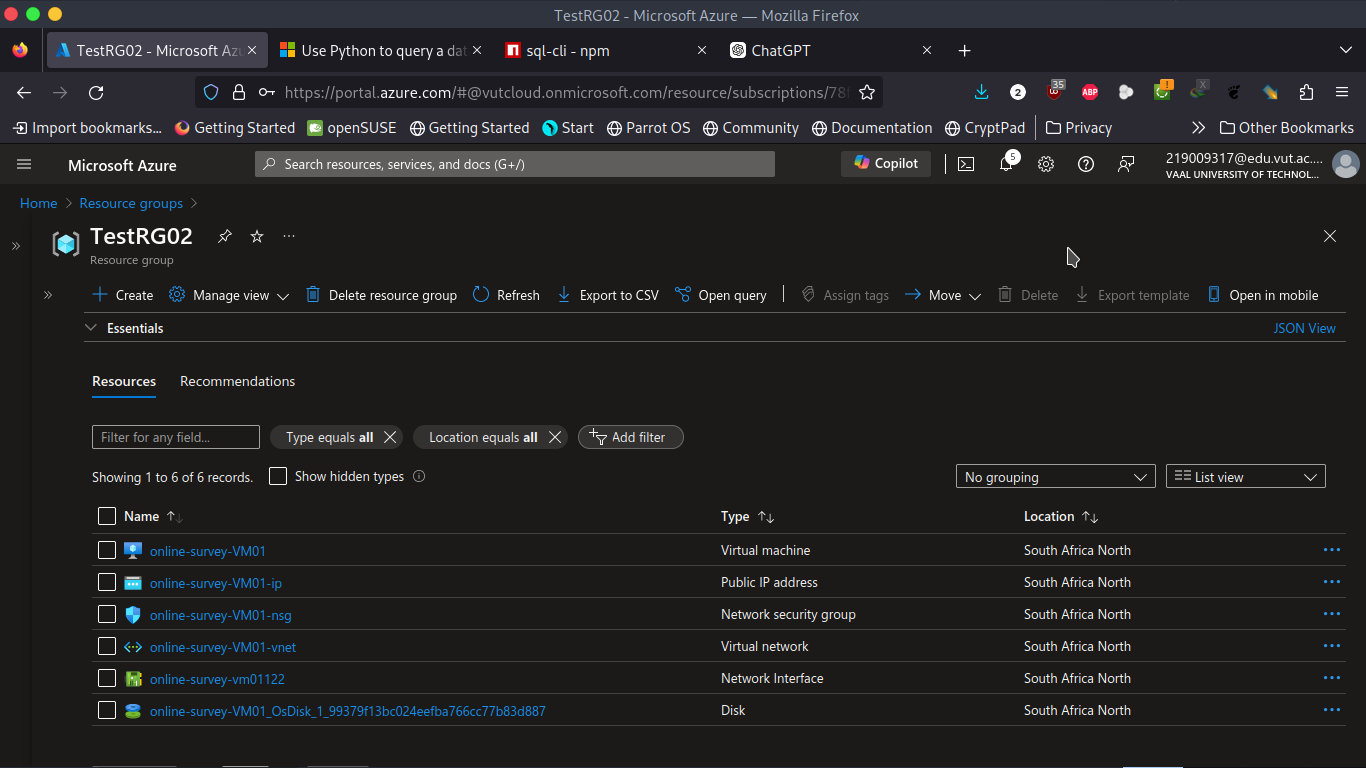 TestRG02 - Microsoft Azure — Mozilla Firefox
TestRG02 - Microsoft Azu
Use Python to query a dat
sql-cli - npm
ChatGPT
https://portal.azure.com/#@vutcloud.onmicrosoft.com/resource/subscriptions/78
2
35
ABP
!
X
Import bookmarks...
Getting Started
openSUSE
Getting Started
Start
Parrot OS
Community
Documentation
CryptPad
Privacy
Other Bookmarks
Microsoft Azure
Search resources, services, and docs (G+/)
Copilot
5
219009317@edu.vut.ac....
VAAL UNIVERSITY OF TECHNOL...
Home > Resource groups >
TestRG02
Resource group
Create
Manage view
Delete resource group
Refresh
Export to CSV
Open query
Assign tags
Move
Delete
Export template
Open in mobile
Essentials
JSON View
Resources
Recommendations
Filter for any field...
Type equals all
Location equals all
Add filter
Showing 1 to 6 of 6 records.
Show hidden types
No grouping
List view
Name Type Location
online-survey-VM01 Virtual machine South Africa North
online-survey-VM01-ip Public IP address South Africa North
online-survey-VM01-nsg Network security group South Africa North
online-survey-VM01-vnet Virtual network South Africa North
online-survey-vm01122 Network Interface South Africa North
online-survey-VM01_OsDisk_1_99379f13bc024eefba766cc77b83d887 Disk South Africa North